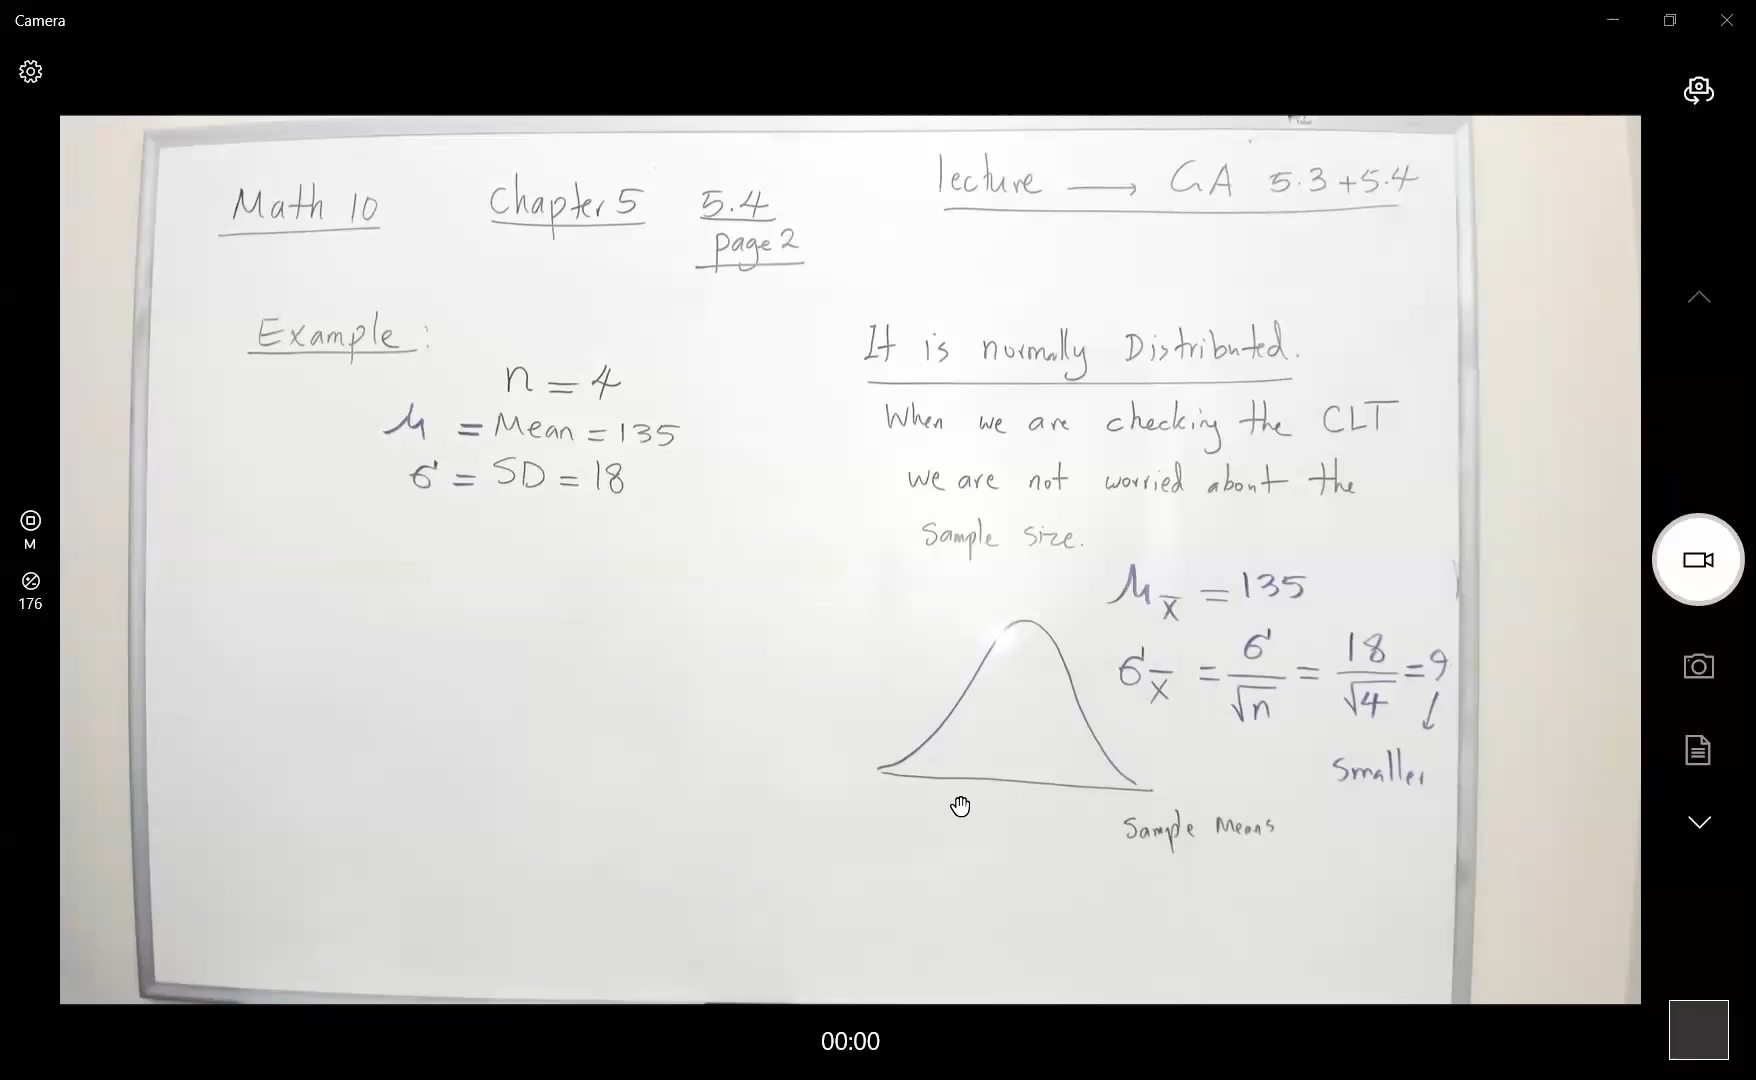 Camera
Math 10 Chapter 5 5.4
page 2
lecture → GA 5.3 + 5.4
Example:
n = 4
μ = Mean = 135
σ = SD = 18
It is normally Distributed.
When we are checking the CLT
we are not worried about the
Sample size.
μx̄ = 135
σx̄ = σ/√n = 18/√4 = 9
↓
Smaller
Sample Means
M
176
00:00